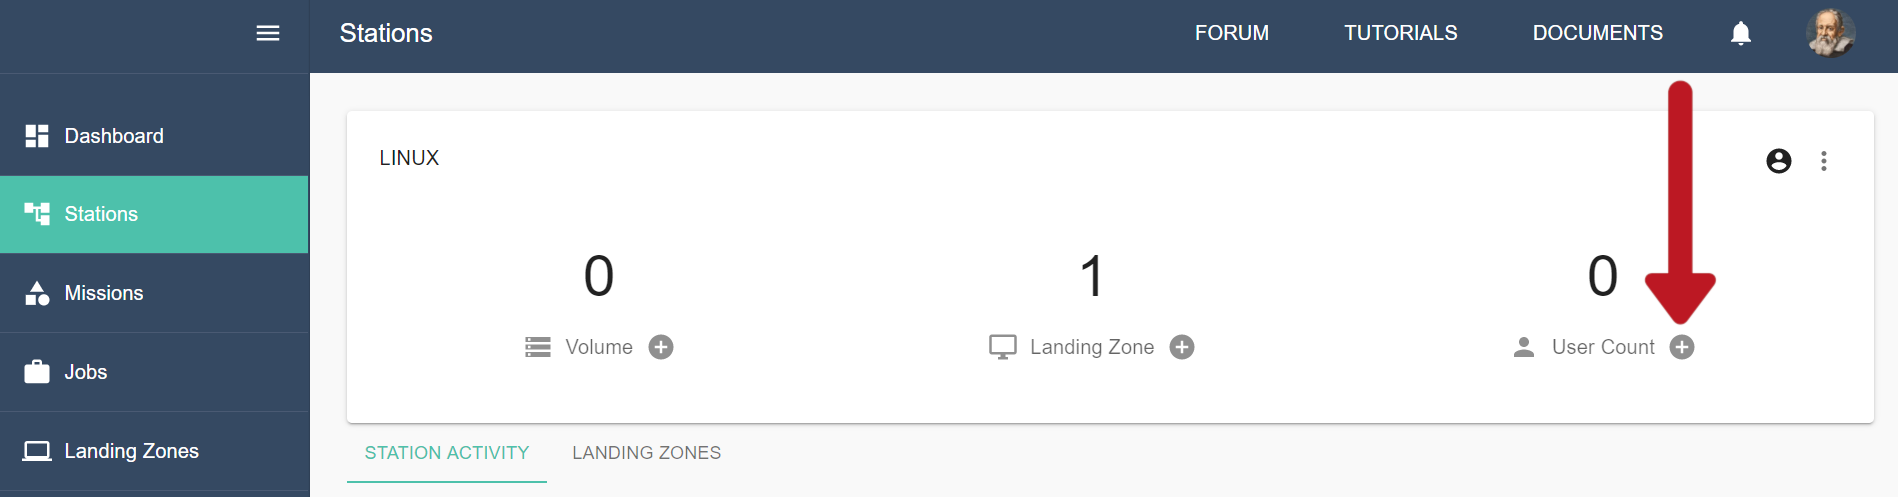 Stations
FORUM
TUTORIALS
DOCUMENTS
Dashboard
Stations
Missions
Jobs
Landing Zones
LINUX
0
1
0
Volume
Landing Zone
User Count
STATION ACTIVITY
LANDING ZONES